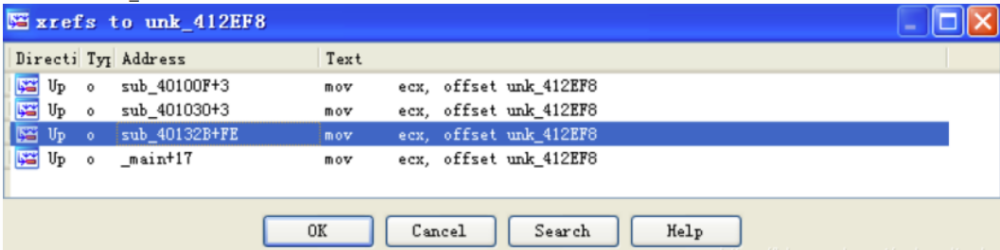 xrefs to unk_412EF8
Directi Typ Address Text
Up o sub_40100F+3 mov ecx, offset unk_412EF8
Up o sub_401030+3 mov ecx, offset unk_412EF8
Up o sub_40132B+FE mov ecx, offset unk_412EF8
Up o _main+17 mov ecx, offset unk_412EF8
OK Cancel Search Help